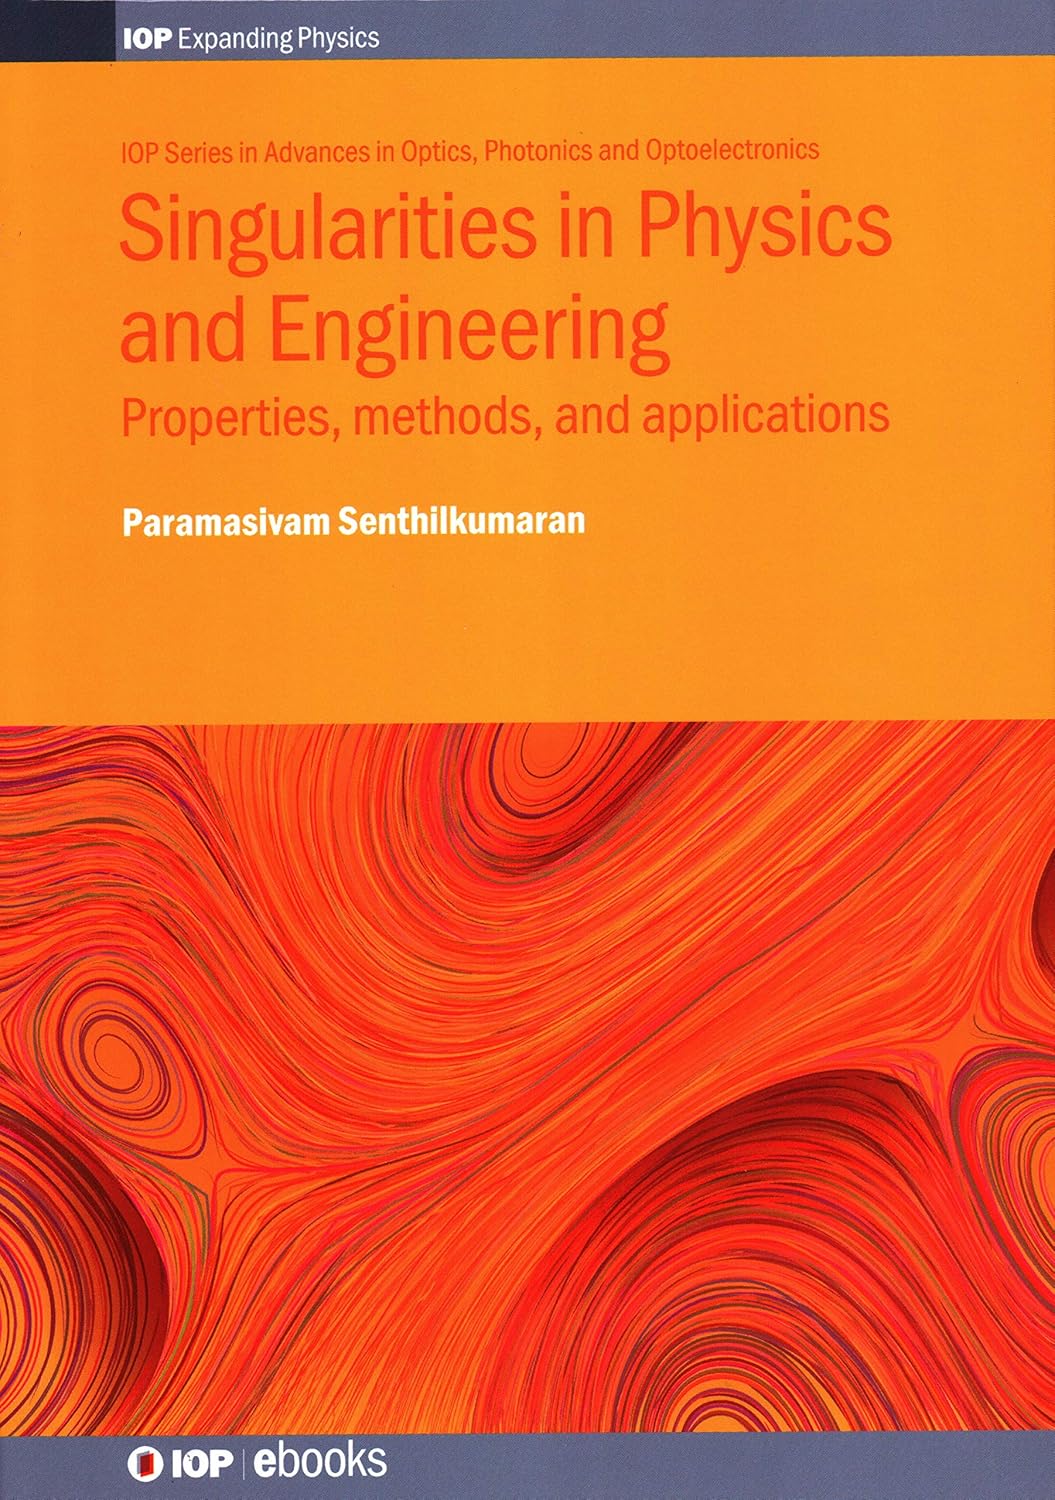 IOP Expanding Physics
IOP Series in Advances in Optics, Photonics and Optoelectronics
Singularities in Physics
and Engineering
Properties, methods, and applications
Paramasivam Senthilkumaran
IOP ebooks